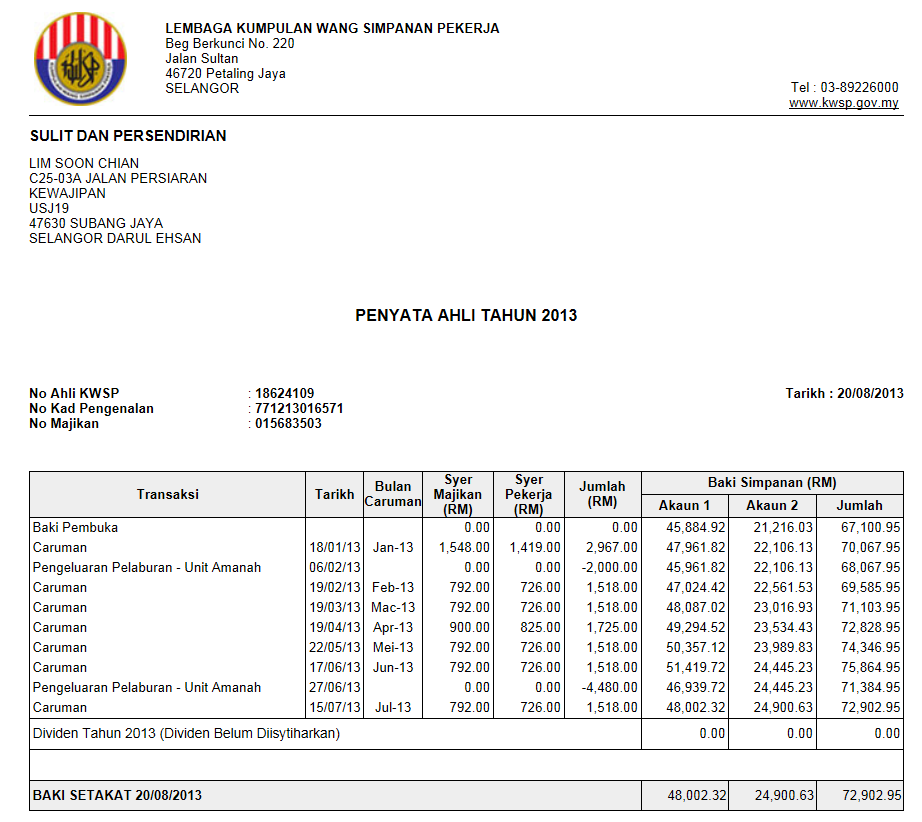 LEMBAGA KUMPULAN WANG SIMPANAN PEKERJA
Beg Berkunci No. 220
Jalan Sultan
46720 Petaling Jaya
SELANGOR
Tel : 03-89226000
www.kwsp.gov.my
SULIT DAN PERSENDIRIAN
LIM SOON CHIAN
C25-03A JALAN PERSIARAN
KEWAJIPAN
USJ19
47630 SUBANG JAYA
SELANGOR DARUL EHSAN
PENYATA AHLI TAHUN 2013
No Ahli KWSP : 18624109 Tarikh : 20/08/2013
No Kad Pengenalan : 771213016571
No Majikan : 015683503
Transaksi Tarikh Bulan Caruman Syer Majikan (RM) Syer Pekerja (RM) Jumlah (RM) Baki Simpanan (RM)
Akaun 1 Akaun 2 Jumlah
Baki Pembuka 0.00 0.00 0.00 45,884.92 21,216.03 67,100.95
Caruman 18/01/13 Jan-13 1,548.00 1,419.00 2,967.00 47,961.82 22,106.13 70,067.95
Pengeluaran Pelaburan - Unit Amanah 06/02/13 0.00 0.00 -2,000.00 45,961.82 22,106.13 68,067.95
Caruman 19/02/13 Feb-13 792.00 726.00 1,518.00 47,024.42 22,561.53 69,585.95
Caruman 19/03/13 Mac-13 792.00 726.00 1,518.00 48,087.02 23,016.93 71,103.95
Caruman 19/04/13 Apr-13 900.00 825.00 1,725.00 49,294.52 23,534.43 72,828.95
Caruman 22/05/13 Mei-13 792.00 726.00 1,518.00 50,357.12 23,989.83 74,346.95
Caruman 17/06/13 Jun-13 792.00 726.00 1,518.00 51,419.72 24,445.23 75,864.95
Pengeluaran Pelaburan - Unit Amanah 27/06/13 0.00 0.00 -4,480.00 46,939.72 24,445.23 71,384.95
Caruman 15/07/13 Jul-13 792.00 726.00 1,518.00 48,002.32 24,900.63 72,902.95
Dividen Tahun 2013 (Dividen Belum Diisytiharkan) 0.00 0.00 0.00
BAKI SETAKAT 20/08/2013 48,002.32 24,900.63 72,902.95